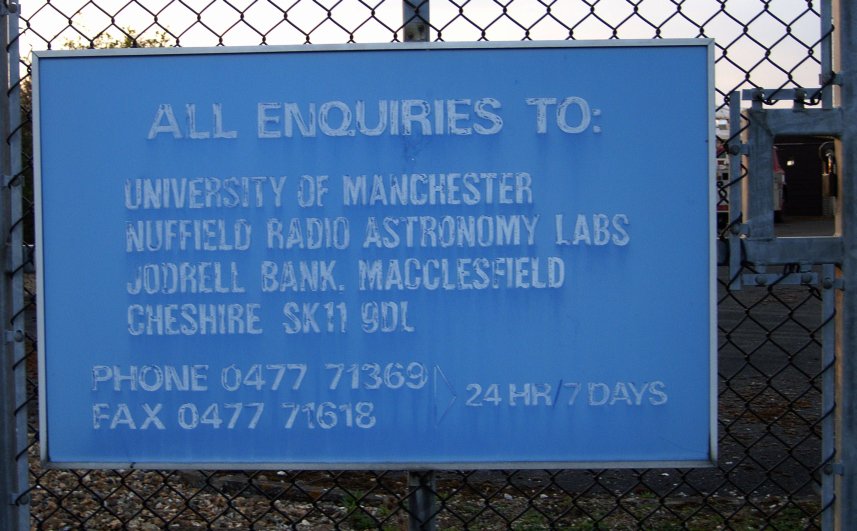 ALL ENQUIRIES TO:
UNIVERSITY OF MANCHESTER
NUFFIELD RADIO ASTRONOMY LABS
JODRELL BANK. MACCLESFIELD
CHESHIRE SK11 9DL
PHONE 0477 71369
FAX 0477 71618
24 HR/7 DAYS